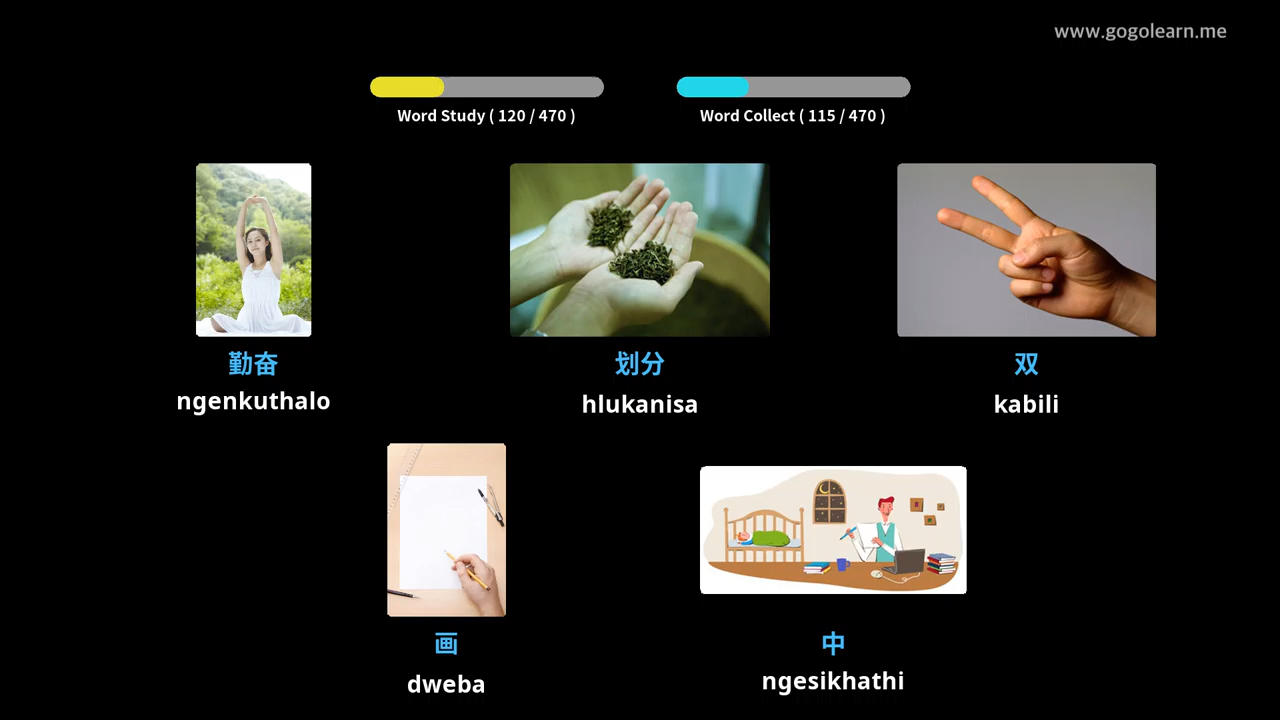 www.gogolearn.me
Word Study ( 120 / 470 )
Word Collect ( 115 / 470 )
勤奋
ngenkuthalo
划分
hlukanisa
双
kabili
画
dweba
中
ngesikhathi